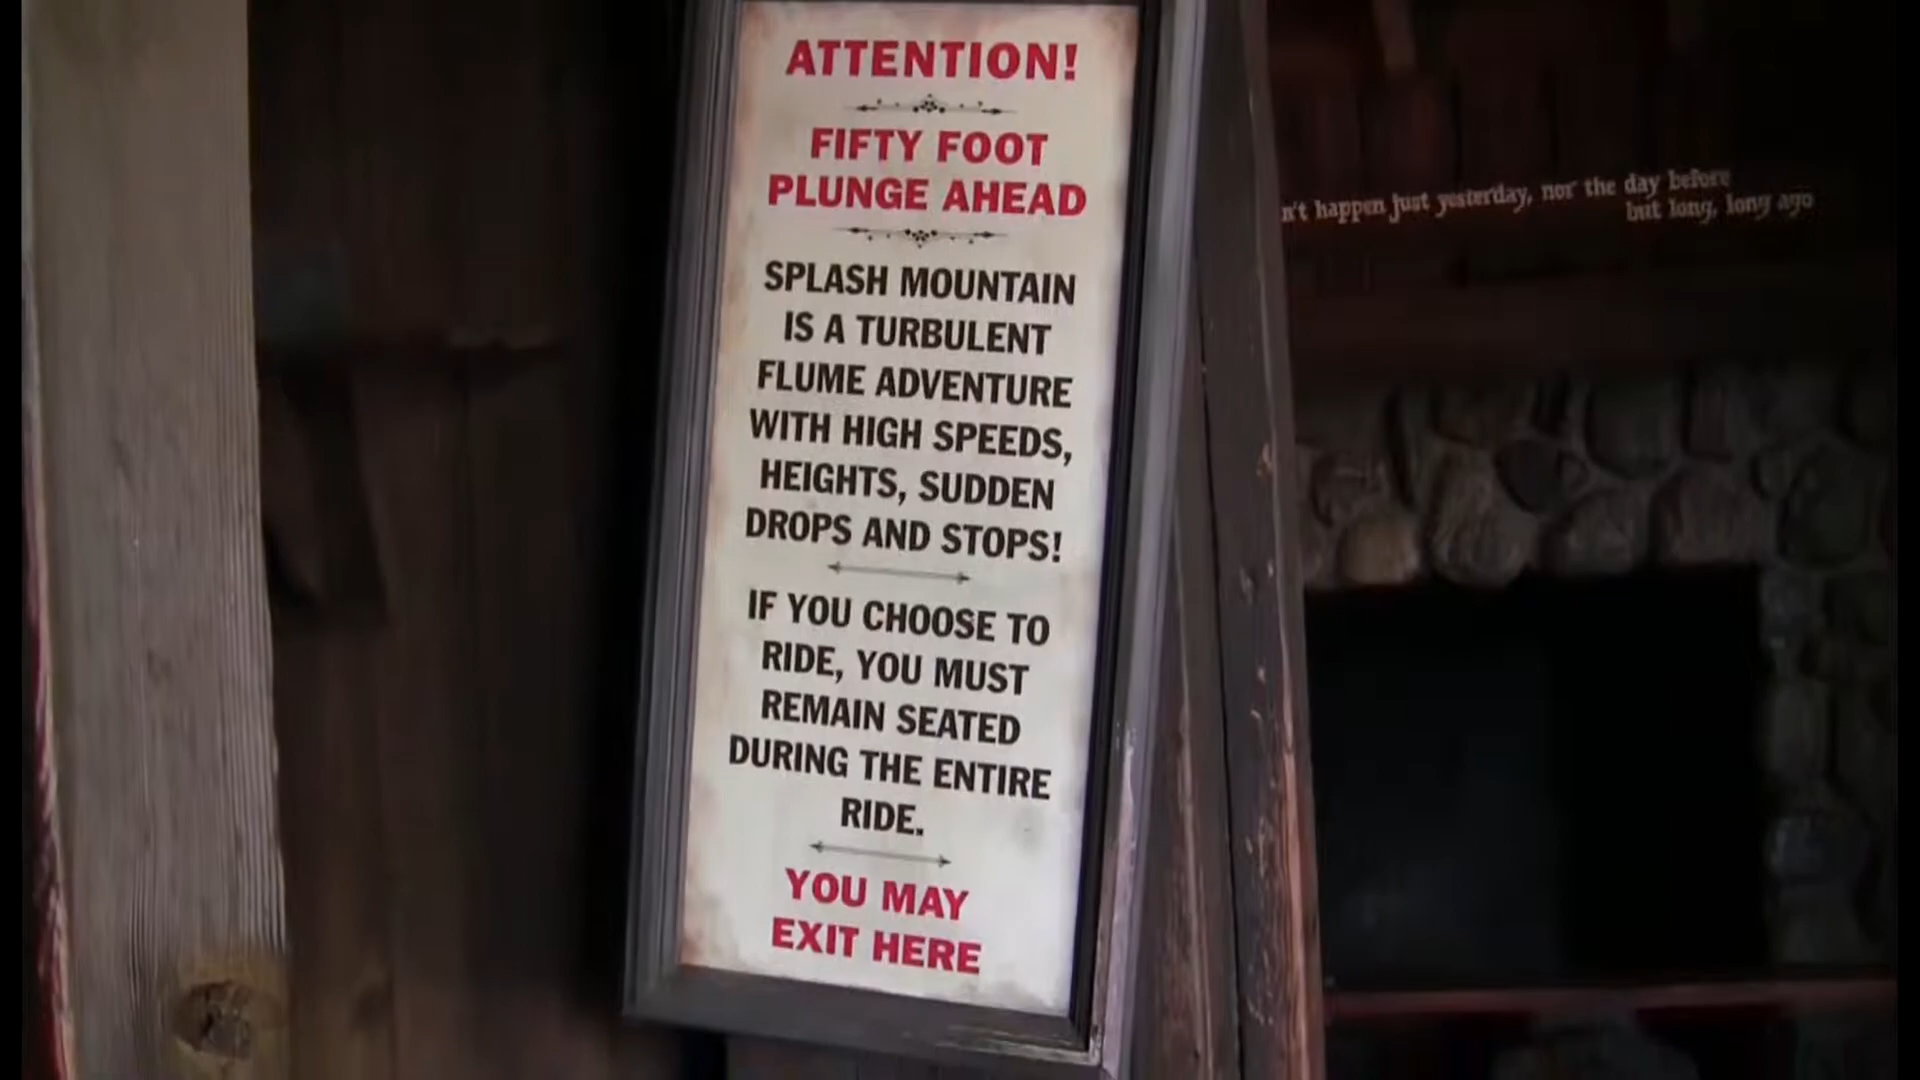 ATTENTION!
FIFTY FOOT
PLUNGE AHEAD
SPLASH MOUNTAIN
IS A TURBULENT
FLUME ADVENTURE
WITH HIGH SPEEDS,
HEIGHTS, SUDDEN
DROPS AND STOPS!
IF YOU CHOOSE TO
RIDE, YOU MUST
REMAIN SEATED
DURING THE ENTIRE
RIDE.
YOU MAY
EXIT HERE
n't happen just yesterday, nor the day before
but long, long ago